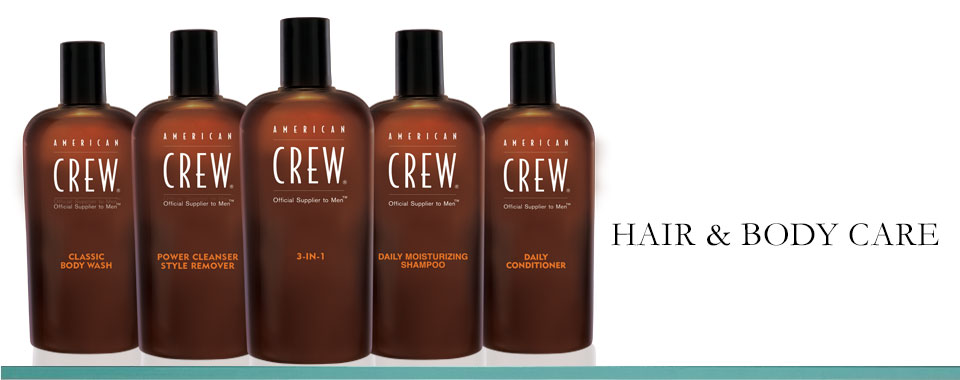 AMERICAN
CREW®
Official Supplier to Men™
CLASSIC
BODY WASH
AMERICAN
CREW®
Official Supplier to Men™
POWER CLEANSER
STYLE REMOVER
AMERICAN
CREW®
Official Supplier to Men™
3-IN-1
AMERICAN
CREW®
Official Supplier to Men™
DAILY MOISTURIZING
SHAMPOO
AMERICAN
CREW®
Official Supplier to Men™
DAILY
CONDITIONER
HAIR & BODY CARE